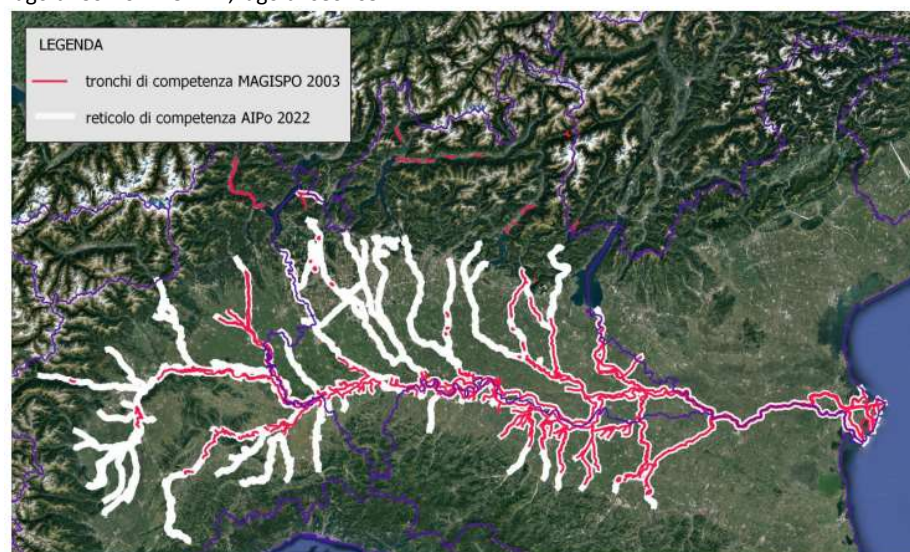 LEGENDA
tronchi di competenza MAGISPO 2003
reticolo di competenza AIPo 2022